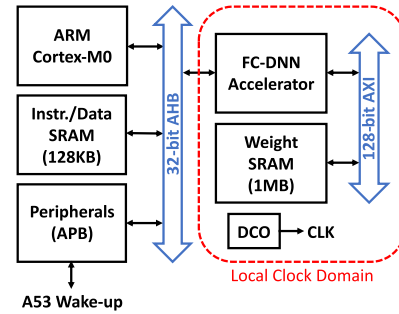 ARM
Cortex-M0
Instr./Data
SRAM
(128KB)
Peripherals
(APB)
A53 Wake-up
32-bit AHB
FC-DNN
Accelerator
Weight
SRAM
(1MB)
128-bit AXI
DCO
CLK
Local Clock Domain